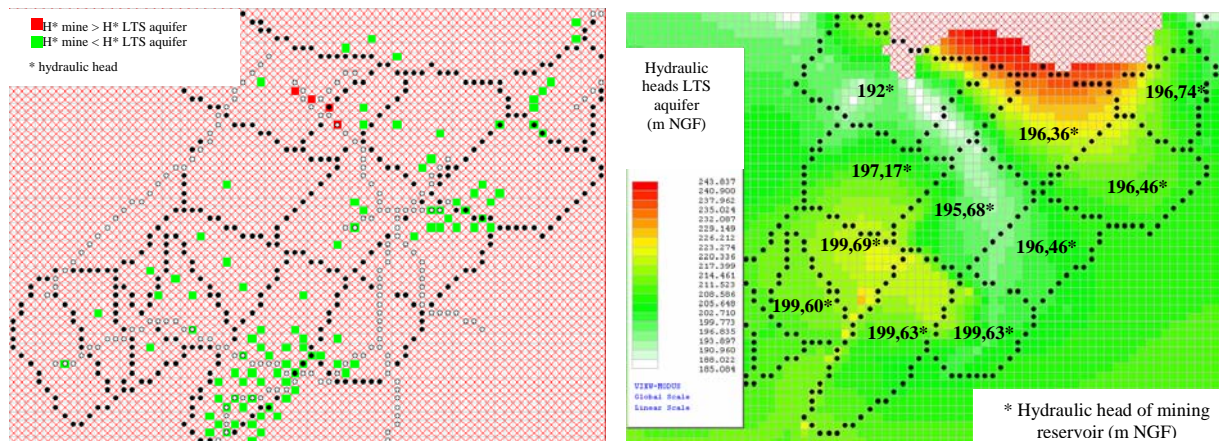 H* mine > H* LTS aquifer
H* mine < H* LTS aquifer
* hydraulic head
Hydraulic
heads LTS
aquifer
(m NGF)
243.837
240.900
237.962
235.024
232.087
229.149
226.212
223.274
220.336
217.399
214.461
211.523
208.586
205.648
202.710
199.773
196.835
193.897
190.960
188.022
185.084
VIEW-MODUS
Global Scale
Linear Scale
192*
196,74*
196,36*
197,17*
196,46*
195,68*
199,69*
196,46*
199,60*
199,63*
199,63*
* Hydraulic head of mining
reservoir (m NGF)